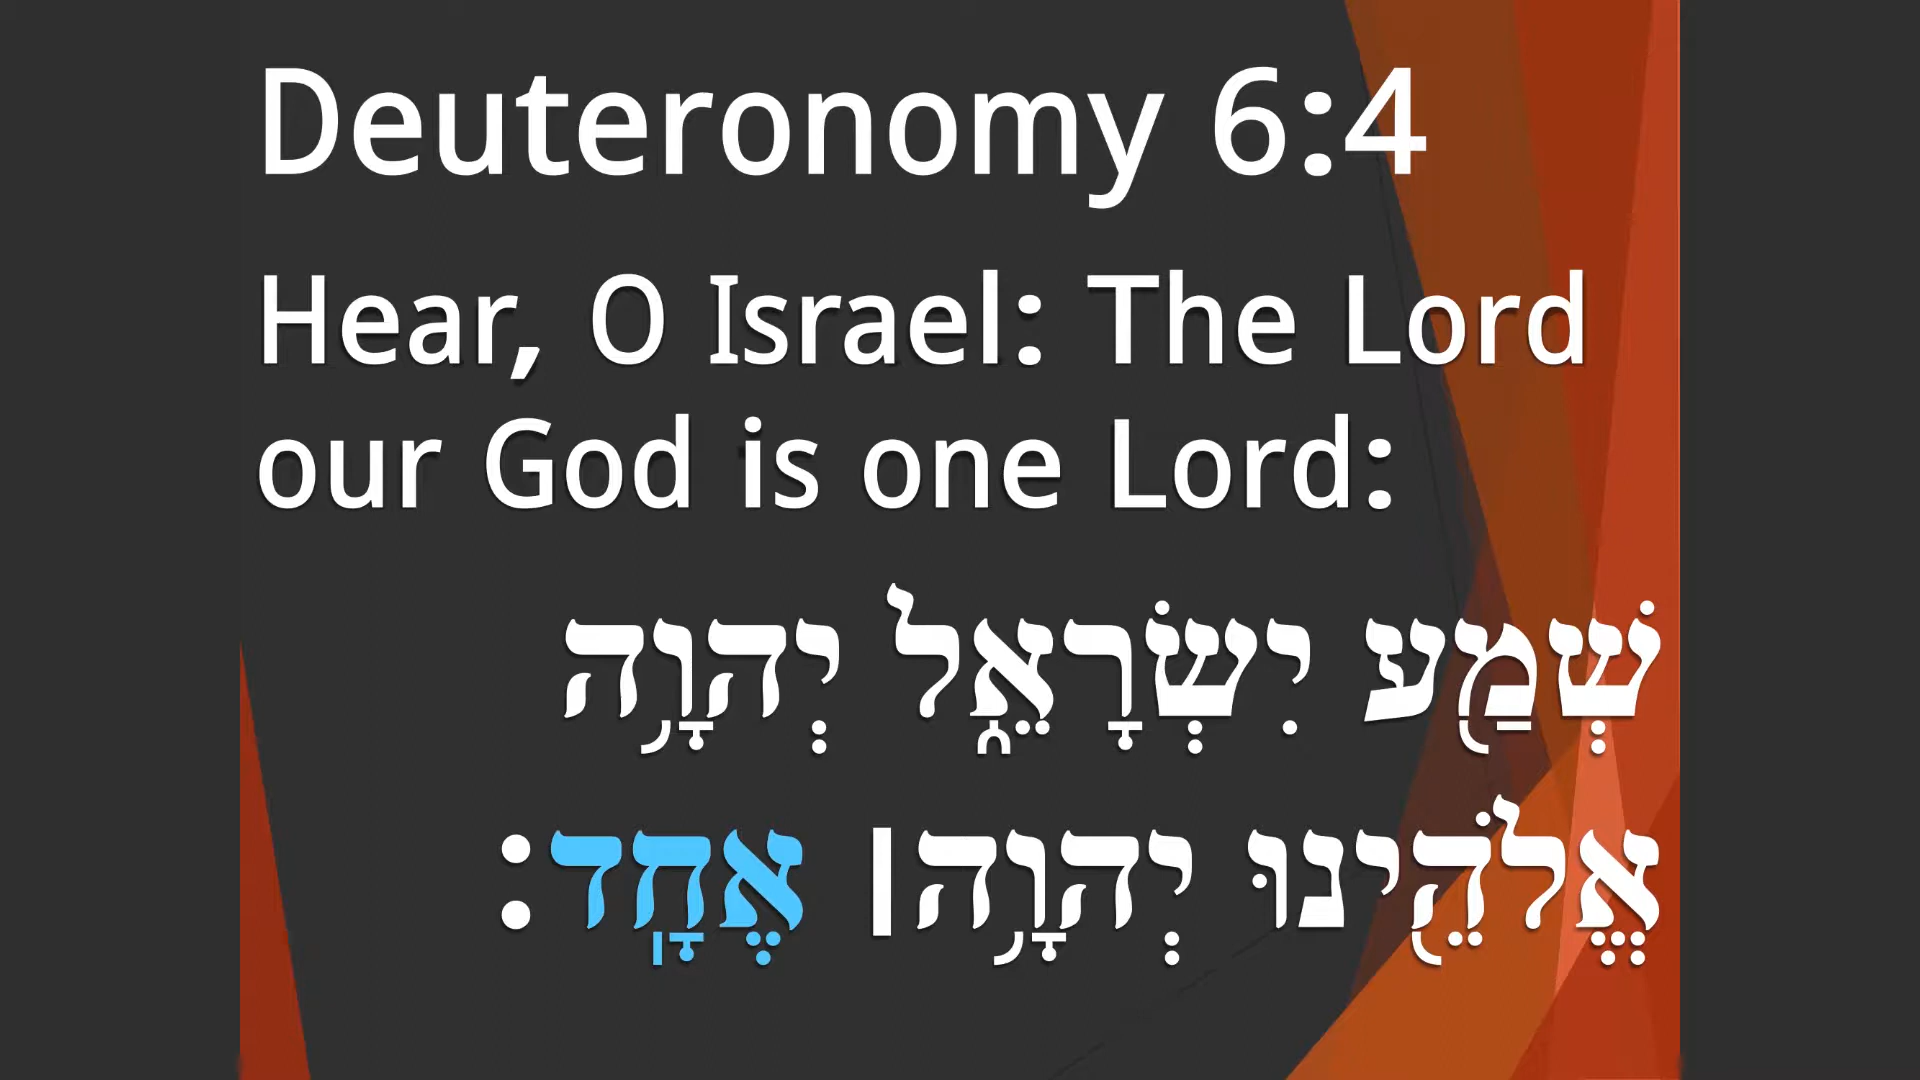 Deuteronomy 6:4
Hear, O Israel: The Lord
our God is one Lord:
שְׁמַ֖ע יִשְׂרָאֵ֑ל יְהוָ֥ה
אֱלֹהֵ֖ינוּ יְהוָ֥ה׀ אֶחָֽד׃